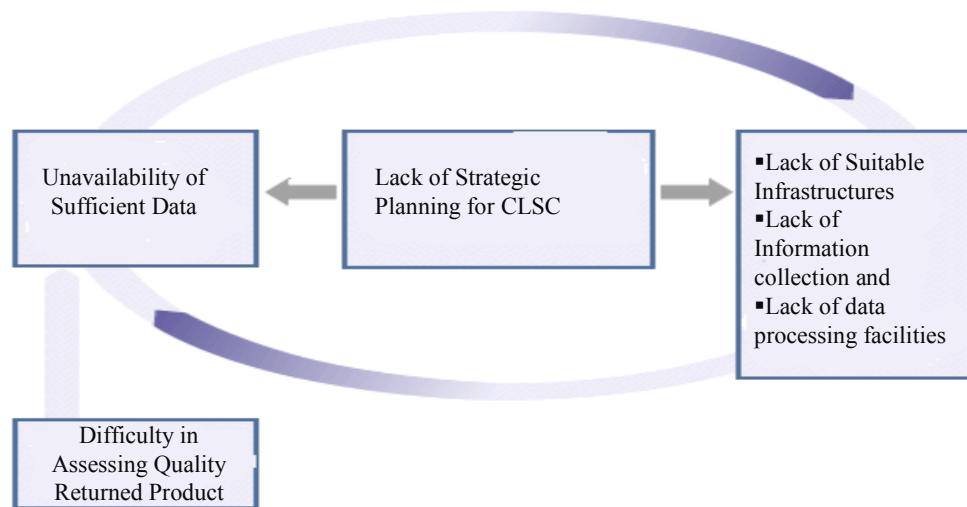 Unavailability of
Sufficient Data
Lack of Strategic
Planning for CLSC
▪Lack of Suitable
Infrastructures
▪Lack of
Information
collection and
▪Lack of data
processing facilities
Difficulty in
Assessing Quality
Returned Product